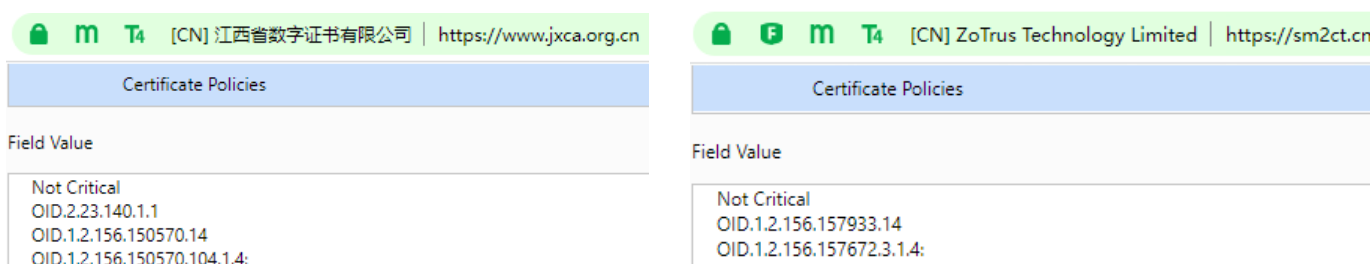 m T4 [CN] 江西省数字证书有限公司 | https://www.jxca.org.cn
Certificate Policies
Field Value
Not Critical
OID.2.23.140.1.1
OID.1.2.156.150570.14
OID.1.2.156.150570.104.1.4:
m T4 [CN] ZoTrus Technology Limited | https://sm2ct.cn
Certificate Policies
Field Value
Not Critical
OID.1.2.156.157933.14
OID.1.2.156.157672.3.1.4: